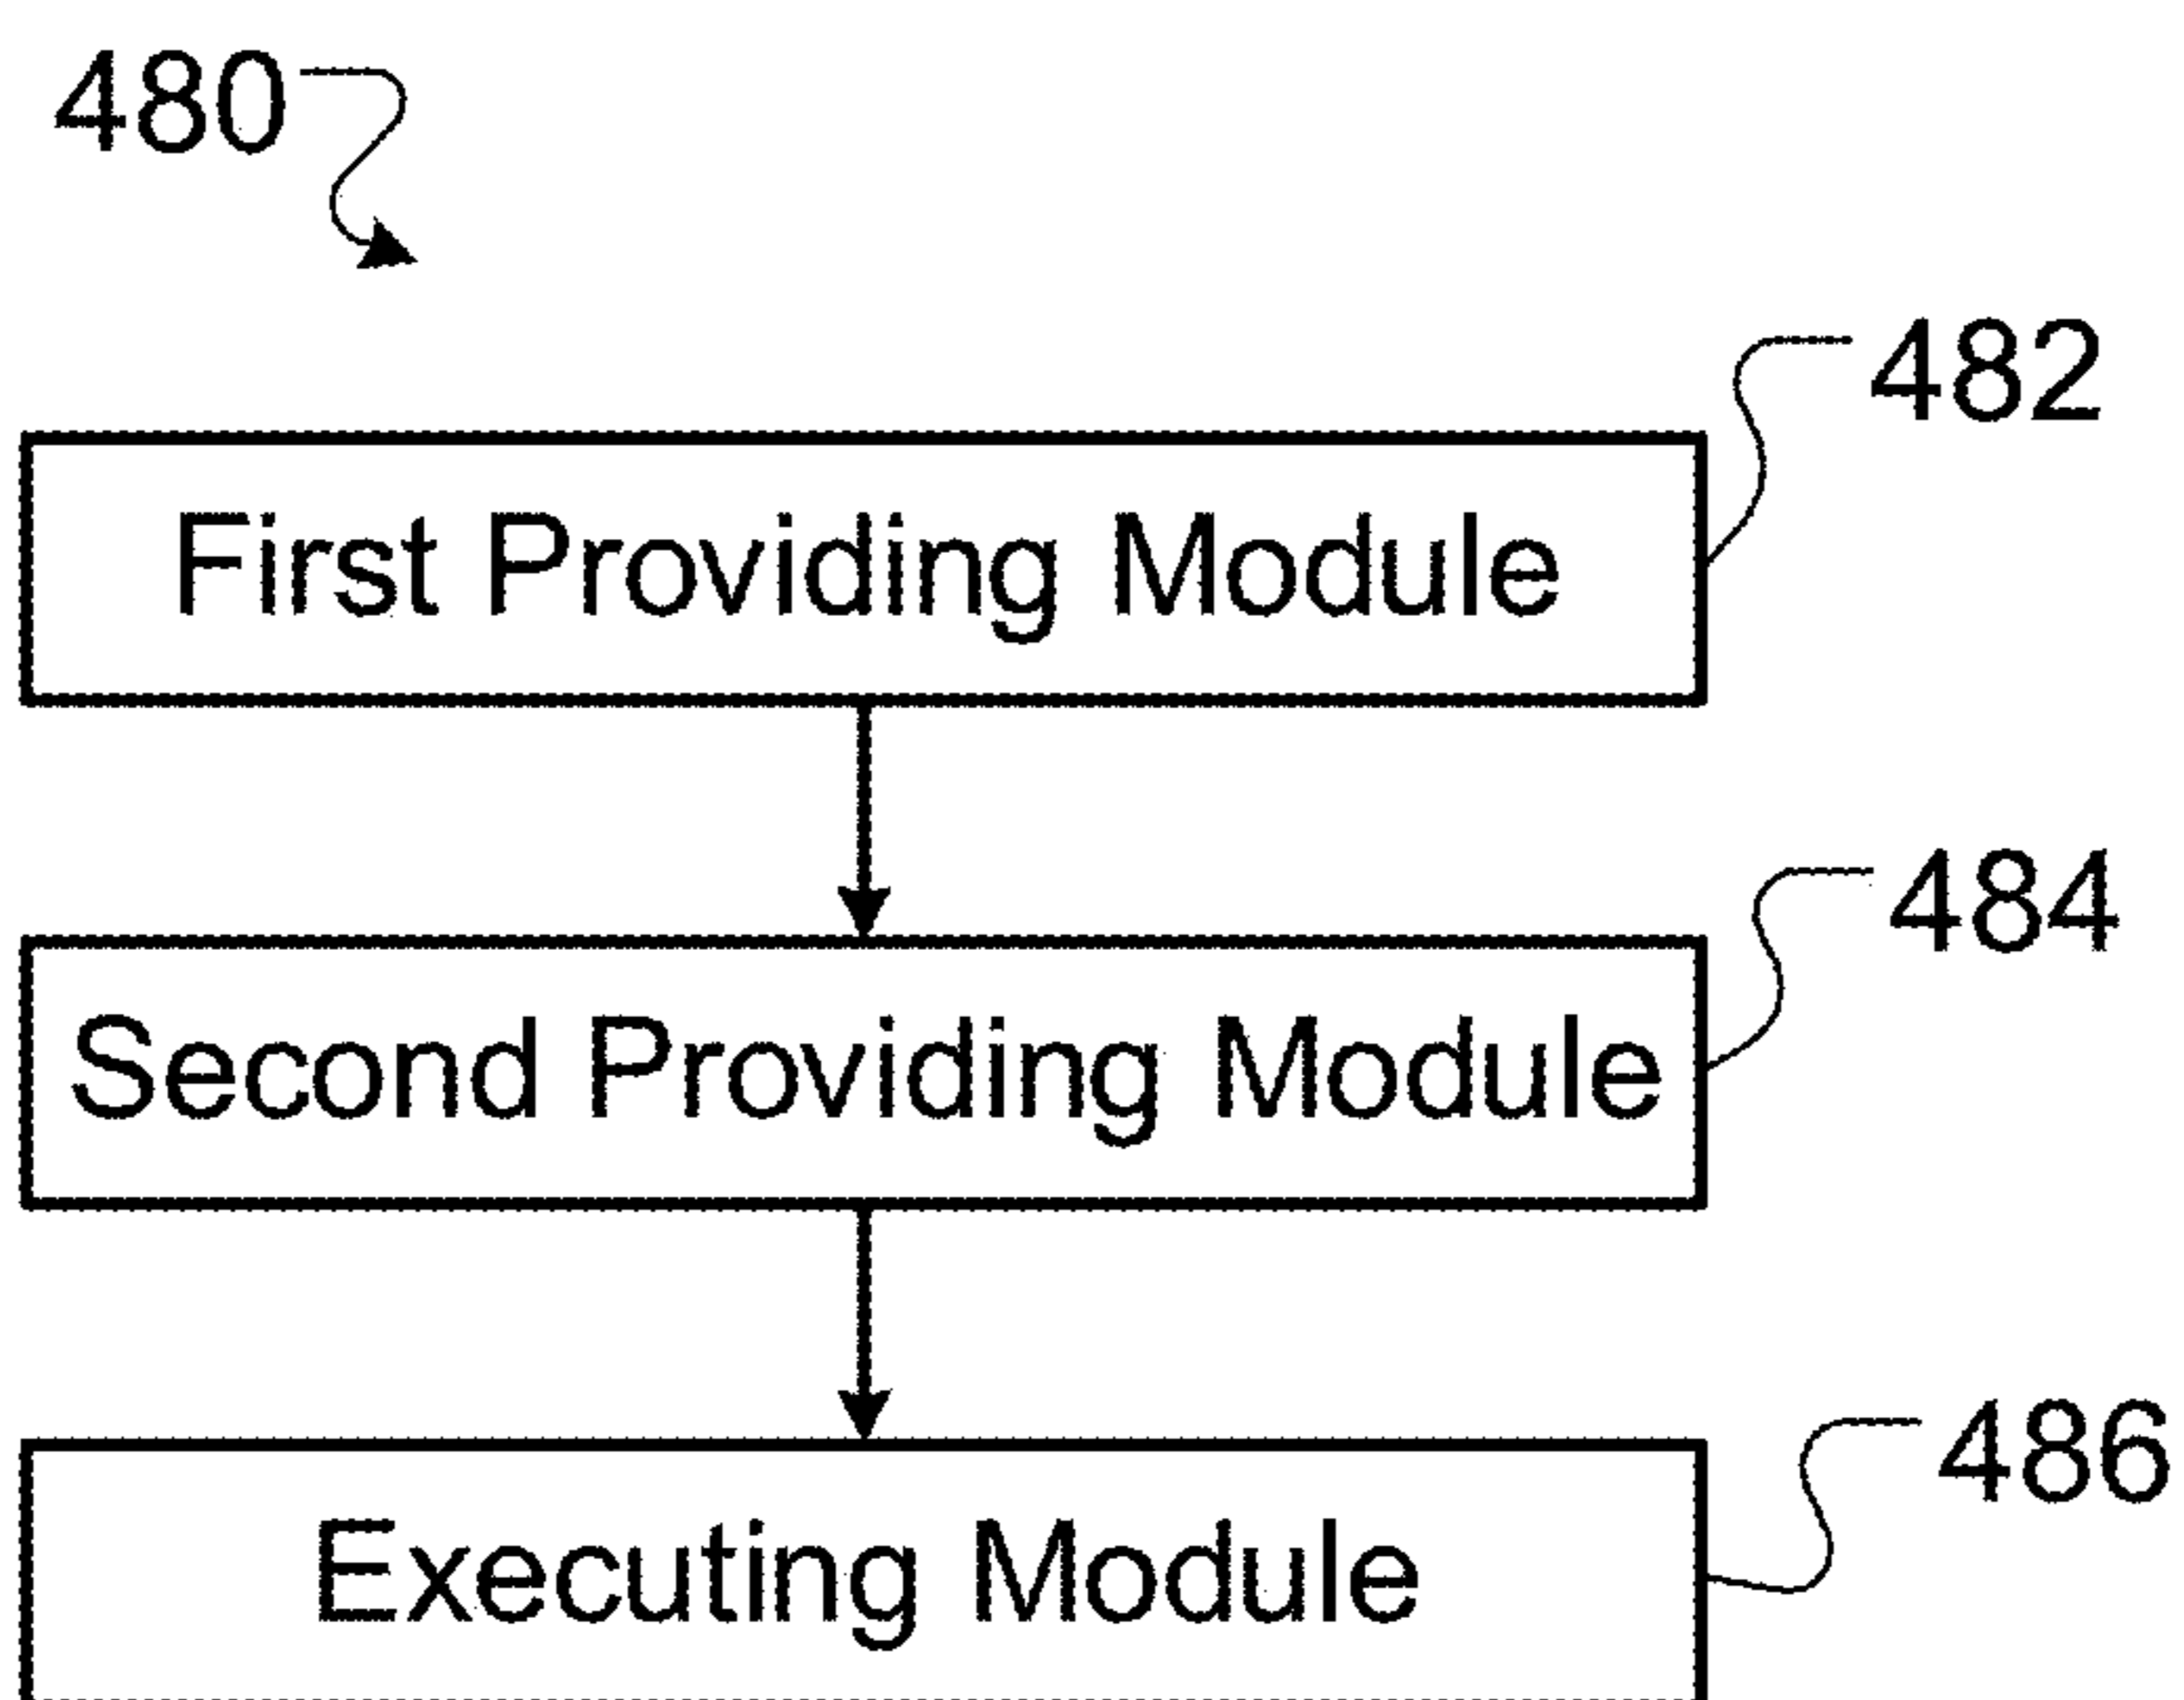 480
482
First Providing Module
484
Second Providing Module
486
Executing Module